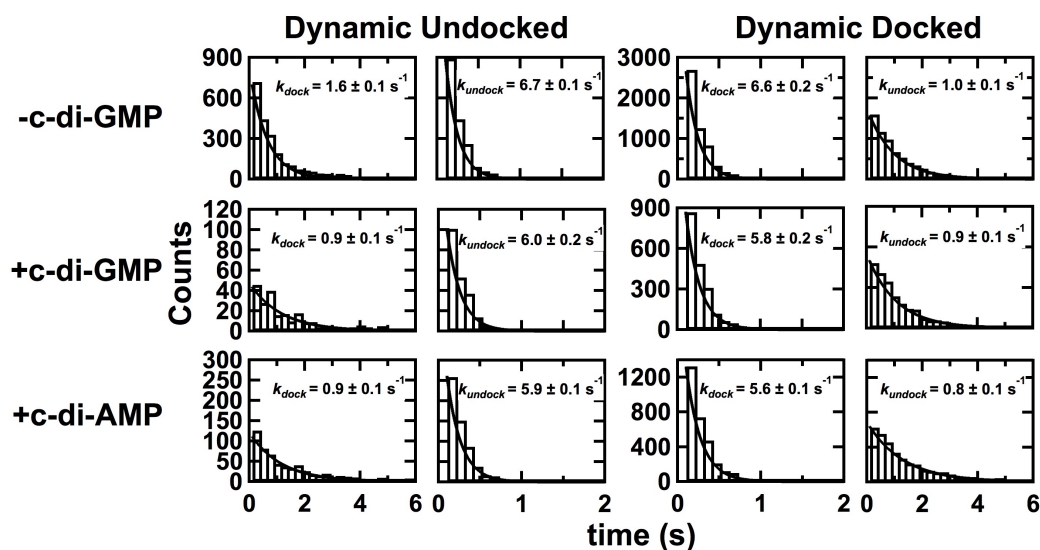 Dynamic Undocked Dynamic Docked
-c-di-GMP
900
600
300
0
k_dock = 1.6 ± 0.1 s⁻¹
k_undock = 6.7 ± 0.1 s⁻¹
3000
2000
1000
0
k_dock = 6.6 ± 0.2 s⁻¹
k_undock = 1.0 ± 0.1 s⁻¹
+c-di-GMP
Counts
120
100
80
60
40
20
0
k_dock = 0.9 ± 0.1 s⁻¹
k_undock = 6.0 ± 0.2 s⁻¹
900
600
300
0
k_dock = 5.8 ± 0.2 s⁻¹
k_undock = 0.9 ± 0.1 s⁻¹
+c-di-AMP
300
250
200
150
100
50
0
k_dock = 0.9 ± 0.1 s⁻¹
k_undock = 5.9 ± 0.1 s⁻¹
1200
800
400
0
k_dock = 5.6 ± 0.1 s⁻¹
k_undock = 0.8 ± 0.1 s⁻¹
0 2 4 6 0 1 2 0 1 2 0 2 4 6
time (s)